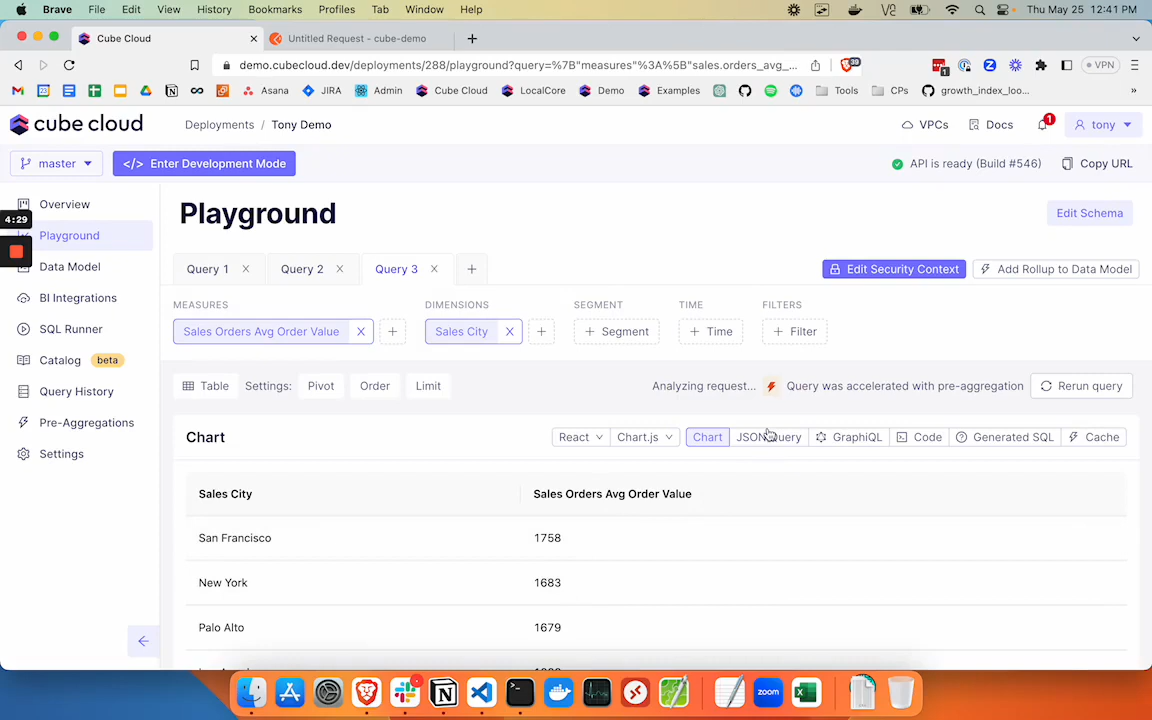 Brave File Edit View History Bookmarks Profiles Tab Window Help Thu May 25 12:41 PM
Cube Cloud Untitled Request - cube-demo
demo.cubecloud.dev/deployments/288/playground?query=%7B"measures"%3A%5B"sales.orders_avg_... VPN
Asana JIRA Admin Cube Cloud LocalCore Demo Examples Tools CPs growth_index_loo... »
cube cloud Deployments / Tony Demo VPCs Docs 1 tony
master </> Enter Development Mode API is ready (Build #546) Copy URL
Overview
4:29
Playground
Data Model
BI Integrations
SQL Runner
Catalog beta
Query History
Pre-Aggregations
Settings
Playground Edit Schema
Query 1 Query 2 Query 3 Edit Security Context Add Rollup to Data Model
MEASURES DIMENSIONS SEGMENT TIME FILTERS
Sales Orders Avg Order Value Sales City Segment Time Filter
Table Settings: Pivot Order Limit Analyzing request... Query was accelerated with pre-aggregation Rerun query
Chart React Chart.js Chart JSON Query GraphiQL Code Generated SQL Cache
Sales City Sales Orders Avg Order Value
San Francisco 1758
New York 1683
Palo Alto 1679
zoom